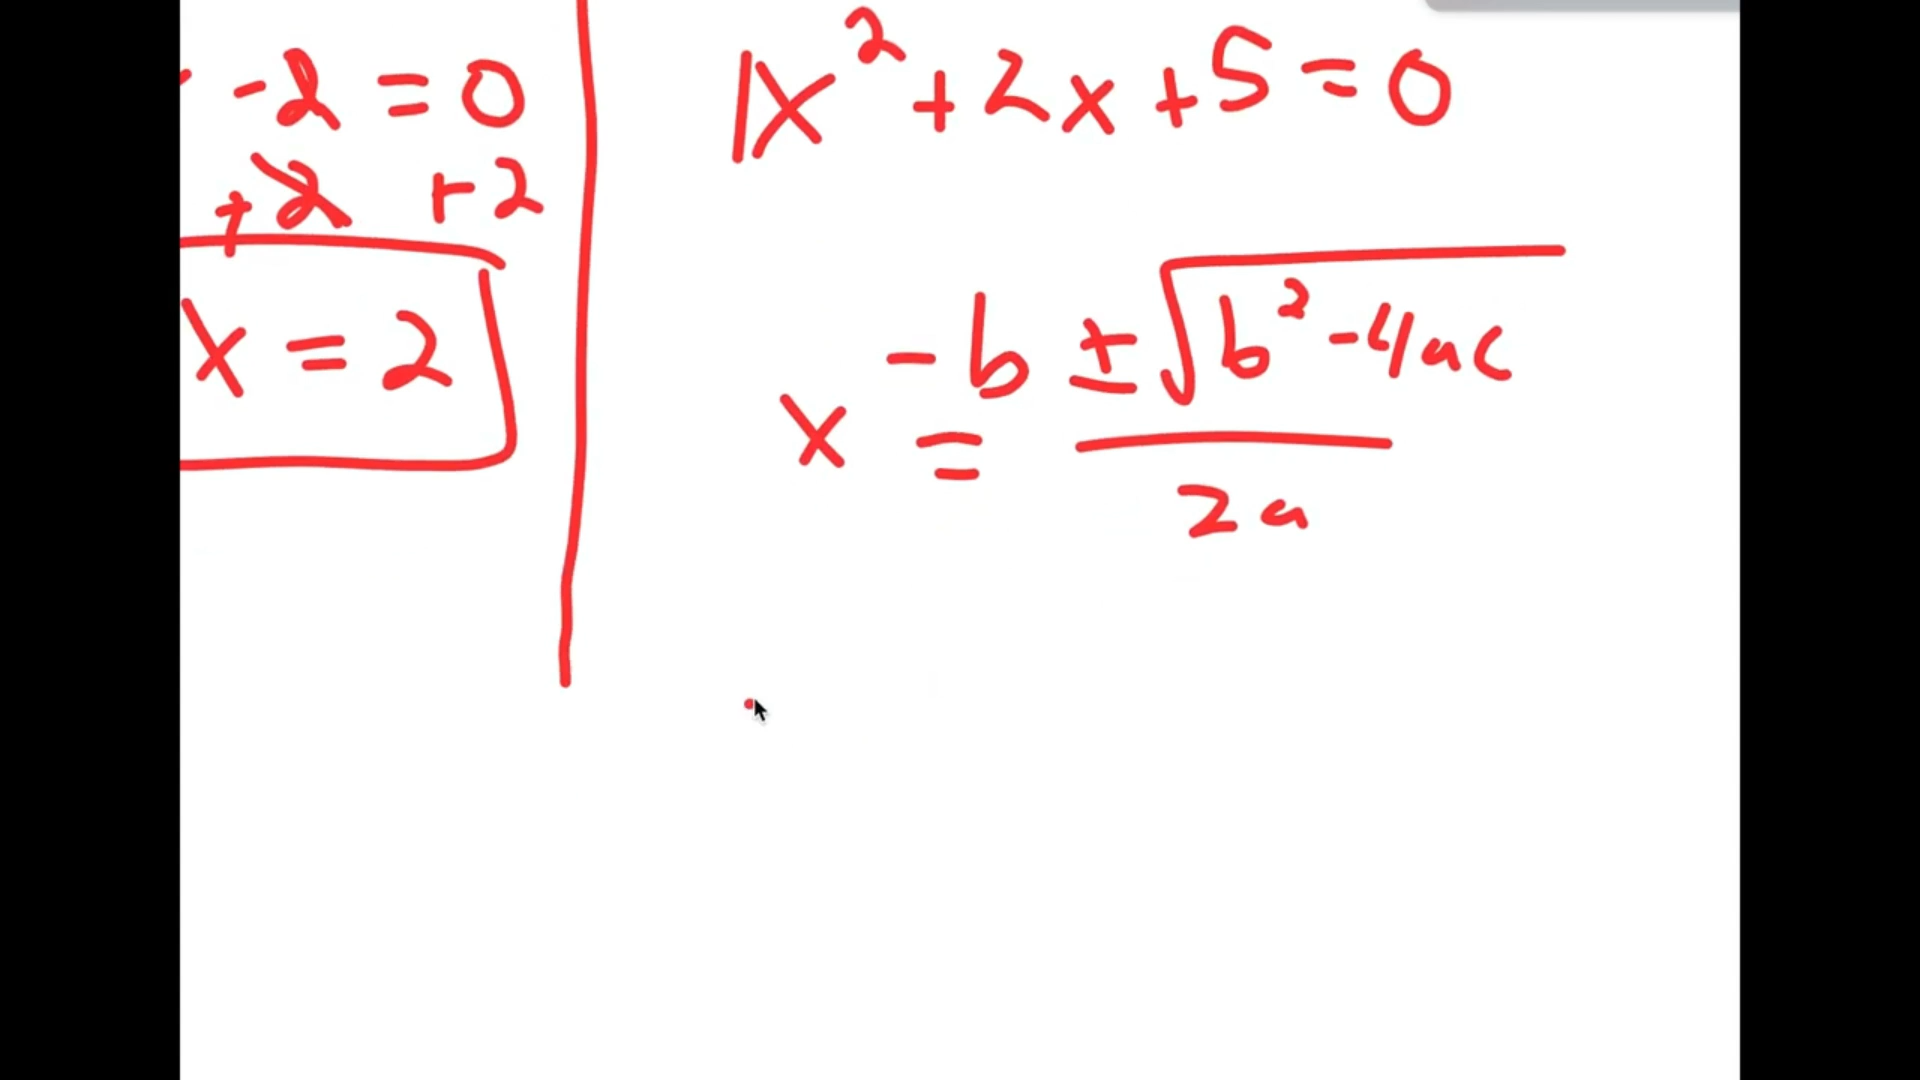 -2 = 0
+2 +2
x = 2
1x² + 2x + 5 = 0
x = -b ± √b² - 4ac
2a